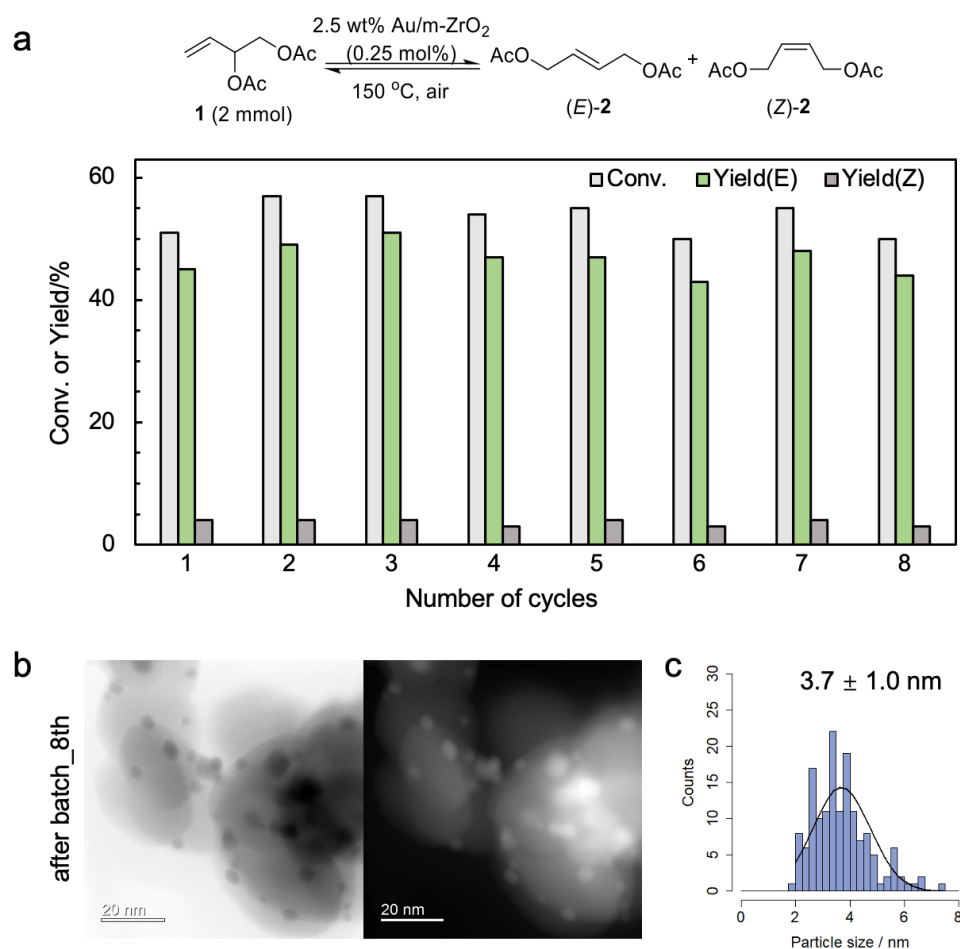 a
2.5 wt% Au/m-ZrO₂
(0.25 mol%)
150 °C, air
OAc
OAc
1 (2 mmol)
AcO
OAc
(E)-2
+
AcO
OAc
(Z)-2
Conv. or Yield/%
60
40
20
0
Conv. Yield(E) Yield(Z)
1 2 3 4 5 6 7 8
Number of cycles
b
after batch_8th
20 nm
20 nm
c
3.7 ± 1.0 nm
Counts
30
25
20
15
10
5
0
0 2 4 6 8
Particle size / nm